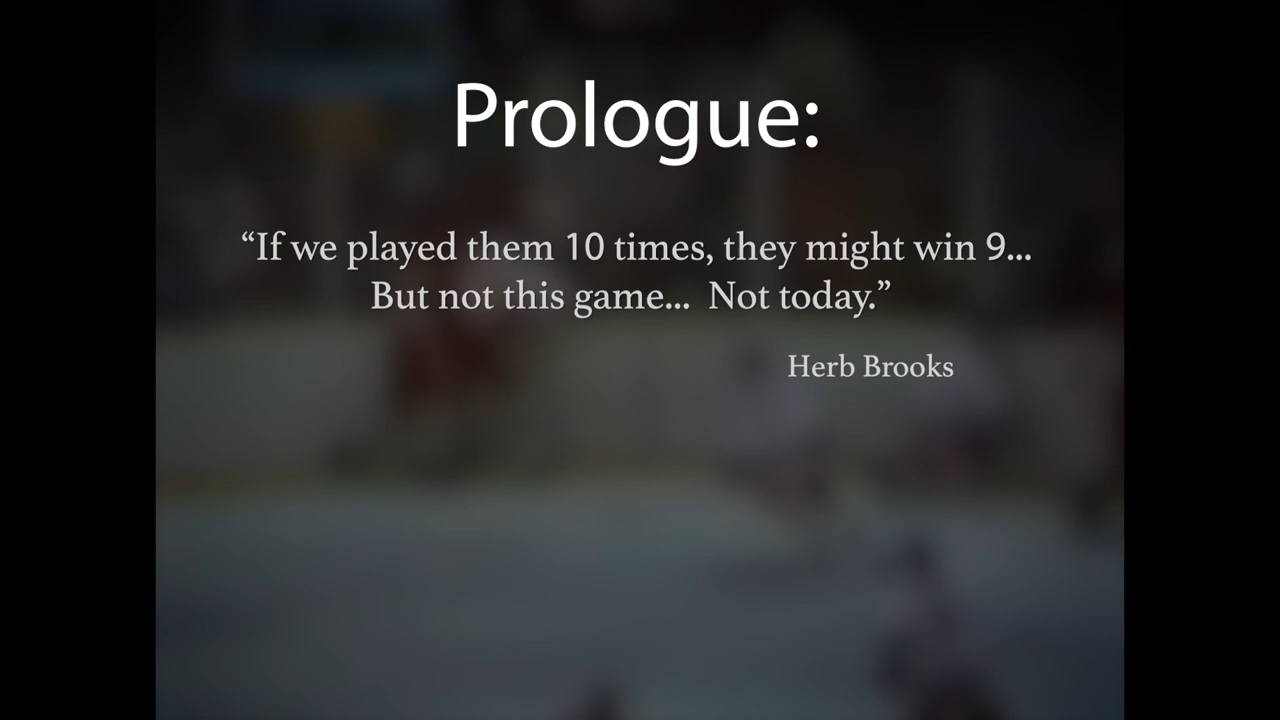 Prologue:
“If we played them 10 times, they might win 9...
But not this game...  Not today.”
Herb Brooks